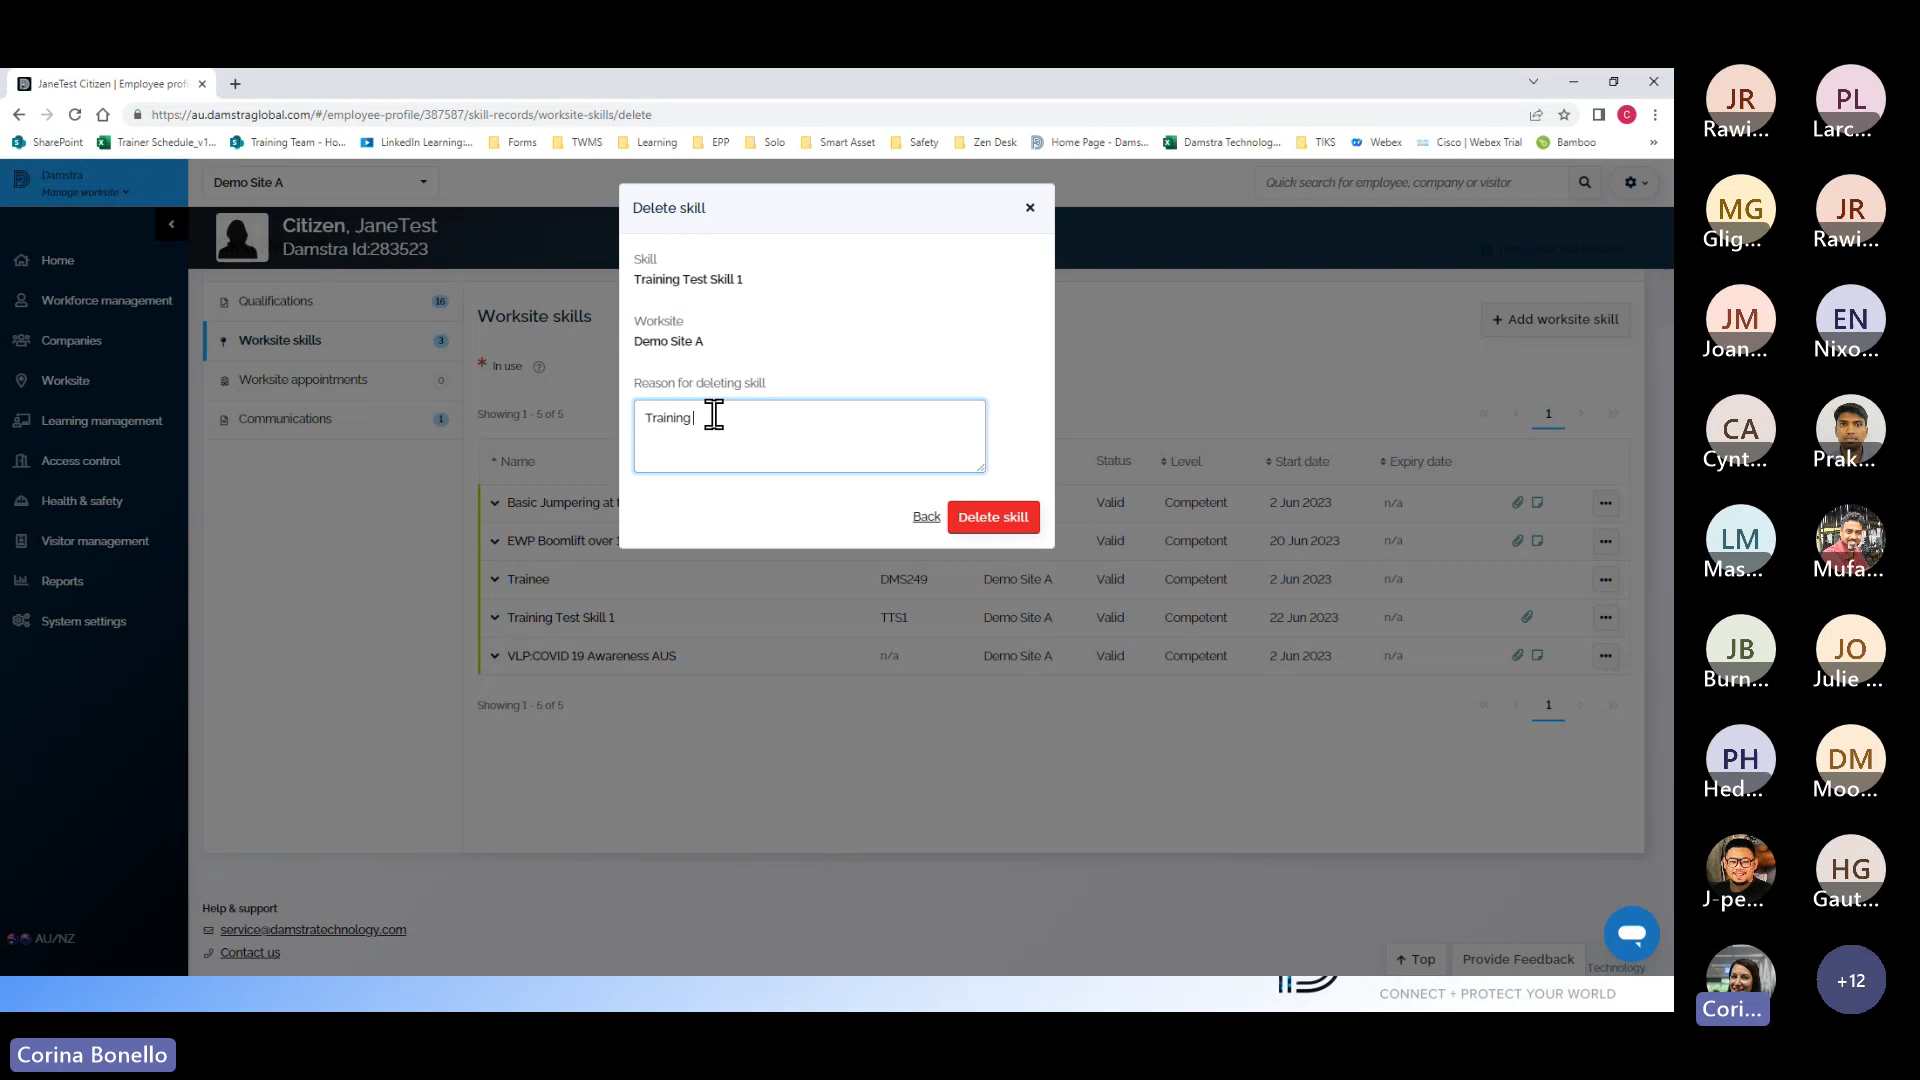 JaneTest Citizen | Employee profi
https://au.damstraglobal.com/#/employee-profile/387587/skill-records/worksite-skills/delete
C
SharePoint
Trainer Schedule_v1...
Training Team - Ho...
LinkedIn Learning:...
Forms
TWMS
Learning
EPP
Solo
Smart Asset
Safety
Zen Desk
Home Page - Dams...
Damstra Technolog...
TIKS
Webex
Cisco | Webex Trial
Bamboo
Damstra
Manage worksite
Demo Site A
Quick search for employee, company or visitor
Citizen, JaneTest
Damstra Id:283523
Home
Workforce management
Companies
Worksite
Learning management
Access control
Health & safety
Visitor management
Reports
System settings
AU/NZ
Qualifications 16
Worksite skills 3
Worksite appointments 0
Communications 1
Worksite skills
+ Add worksite skill
* In use
Showing 1 - 5 of 5
1
Name Status Level Start date Expiry date
Basic Jumpering at Valid Competent 2 Jun 2023 n/a
EWP Boomlift over Valid Competent 20 Jun 2023 n/a
Trainee DMS249 Demo Site A Valid Competent 2 Jun 2023 n/a
Training Test Skill 1 TTS1 Demo Site A Valid Competent 22 Jun 2023 n/a
VLP:COVID 19 Awareness AUS n/a Demo Site A Valid Competent 2 Jun 2023 n/a
Showing 1 - 5 of 5
1
Delete skill
Skill
Training Test Skill 1
Worksite
Demo Site A
Reason for deleting skill
Training
Back
Delete skill
Help & support
service@damstratechnology.com
Contact us
Top
Provide Feedback
Technology
CONNECT + PROTECT YOUR WORLD
Corina Bonello
JR
Rawi...
PL
Larc...
MG
Glig...
JR
Rawi...
JM
Joan...
EN
Nixo...
CA
Cynt...
Prak...
LM
Mas...
Mufa...
JB
Burn...
JO
Julie ...
PH
Hed...
DM
Moo...
J-pe...
HG
Gaut...
Cori...
+12